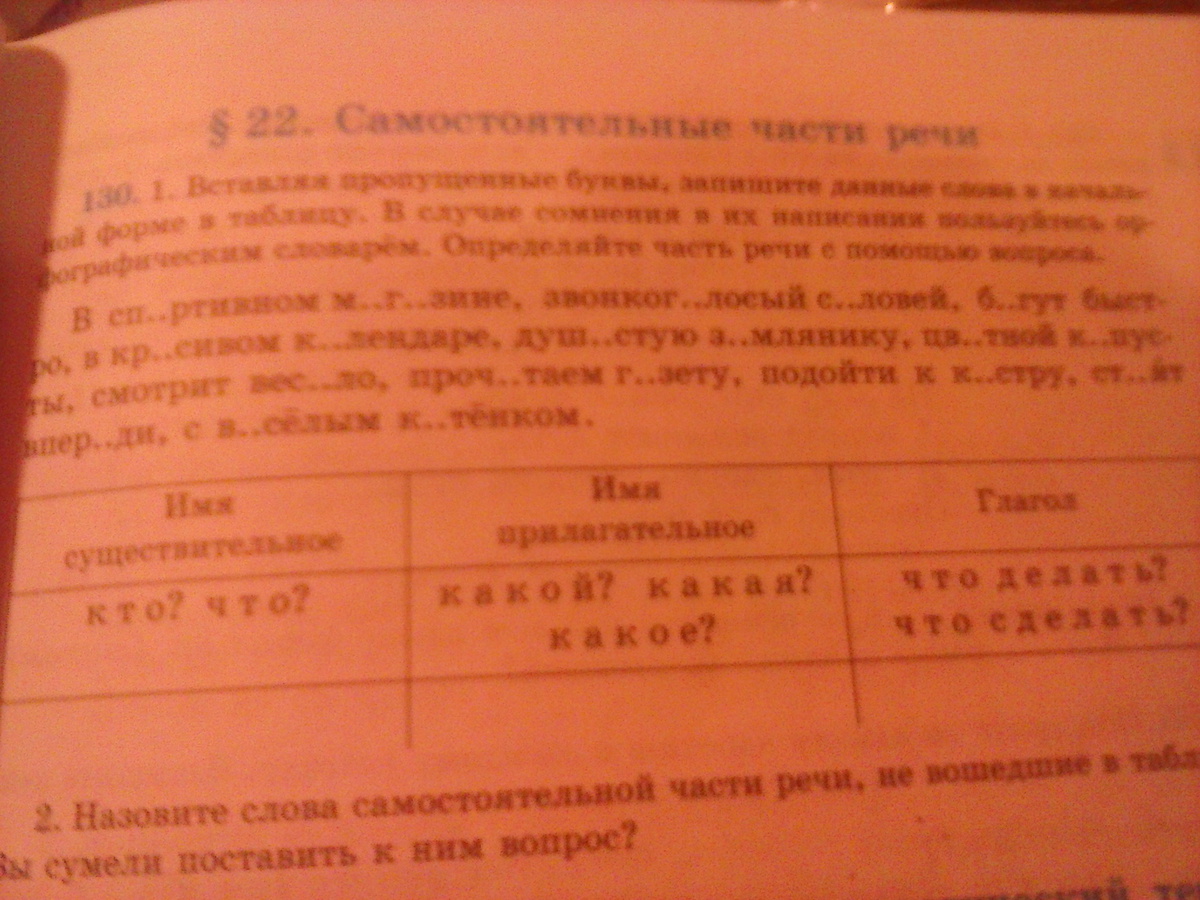 § 22. Самостоятельные части речи
130. 1. Вставляя пропущенные буквы, запишите данные слова в началь-
ной форме в таблицу. В случае сомнения в их написании пользуйтесь ор-
фографическим словарём. Определяйте часть речи с помощью вопроса.
В сп..ртивном м..г..зине, звонког..лосый с..ловей, б..гут быст-
ро, в кр..сивом к..лендаре, душ..стую з..млянику, цв..тной к..пус-
ты, смотрит вес..ло, проч..таем г..зету, подойти к к..стру, ст..ят
впер..ди, с в..сёлым к..тёнком.
Имя существительное
Имя прилагательное
Глагол
кто? что?
какой? какая? какое?
что делать? что сделать?
2. Назовите слова самостоятельной части речи, не вошедшие в табл
Вы сумели поставить к ним вопрос?